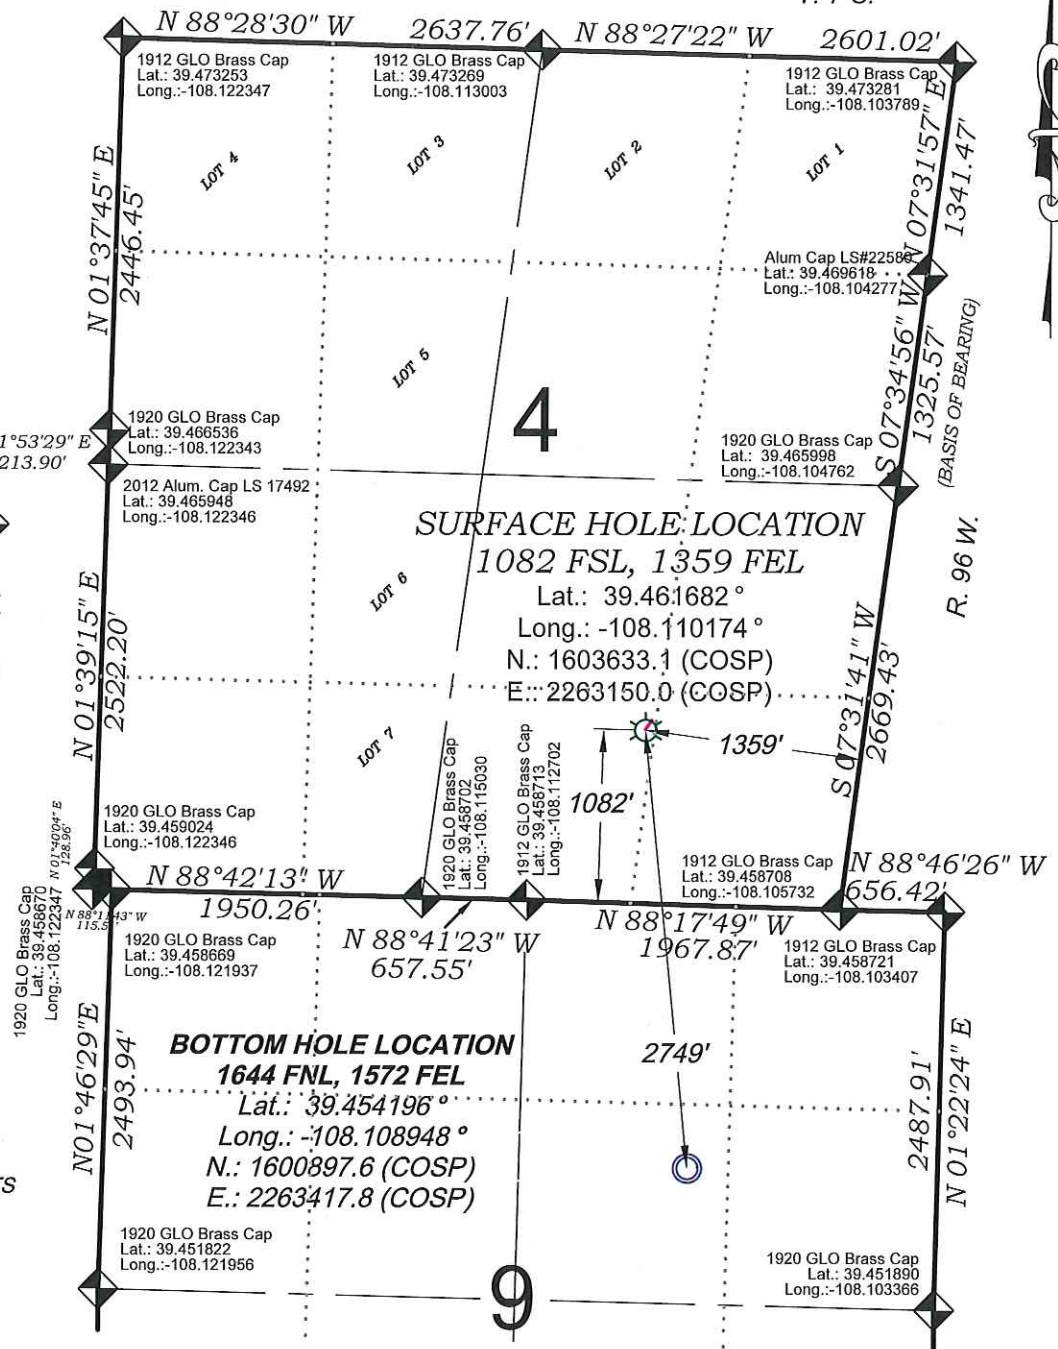 N 88°28'30" W 2637.76' N 88°27'22" W 2601.02'
1912 GLO Brass Cap
Lat.: 39.473253
Long.:-108.122347
1912 GLO Brass Cap
Lat.: 39.473269
Long.:-108.113003
1912 GLO Brass Cap
Lat.: 39.473281
Long.:-108.103789
LOT 4
LOT 3
LOT 2
LOT 1
N 01°37'45" E
2446.45'
N 07°31'57" E
1341.47'
Alum Cap LS#22580
Lat.: 39.469618
Long.:-108.104277
S 07°34'56" W
1325.57'
(BASIS OF BEARING)
LOT 5
4
1920 GLO Brass Cap
Lat.: 39.466536
Long.:-108.122343
1°53'29" E
213.90'
1920 GLO Brass Cap
Lat.: 39.465998
Long.:-108.104762
2012 Alum. Cap LS 17492
Lat.: 39.465948
Long.:-108.122346
SURFACE HOLE LOCATION
1082 FSL, 1359 FEL
Lat.: 39.461682 °
Long.: -108.110174 °
N.: 1603633.1 (COSP)
E.: 2263150.0 (COSP)
R. 96 W.
LOT 6
N 01°39'15" E
2522.20'
S 07°31'41" W
2669.43'
LOT 7
1359'
1082'
1920 GLO Brass Cap
Lat.: 39.458702
Long.:-108.115030
1912 GLO Brass Cap
Lat.: 39.458713
Long.:-108.112702
1920 GLO Brass Cap
Lat.: 39.459024
Long.:-108.122346
N 01°40'04" E
128.96'
1912 GLO Brass Cap
Lat.: 39.458708
Long.:-108.105732
N 88°46'26" W
656.42'
N 88°42'13" W
1950.26'
1920 GLO Brass Cap
Lat.: 39.458670
Long.:-108.122347
W
1920 GLO Brass Cap
Lat.: 39.458669
Long.:-108.121937
N 88°41'23" W
657.55'
N 88°17'49" W
1967.87'
1912 GLO Brass Cap
Lat.: 39.458721
Long.:-108.103407
BOTTOM HOLE LOCATION
1644 FNL, 1572 FEL
Lat.: 39.454196 °
Long.: -108.108948 °
N.: 1600897.6 (COSP)
E.: 2263417.8 (COSP)
2749'
N01°46'29"E
2493.94'
2487.91'
N 01°22'24" E
1920 GLO Brass Cap
Lat.: 39.451822
Long.:-108.121956
1920 GLO Brass Cap
Lat.: 39.451890
Long.:-108.103366
9